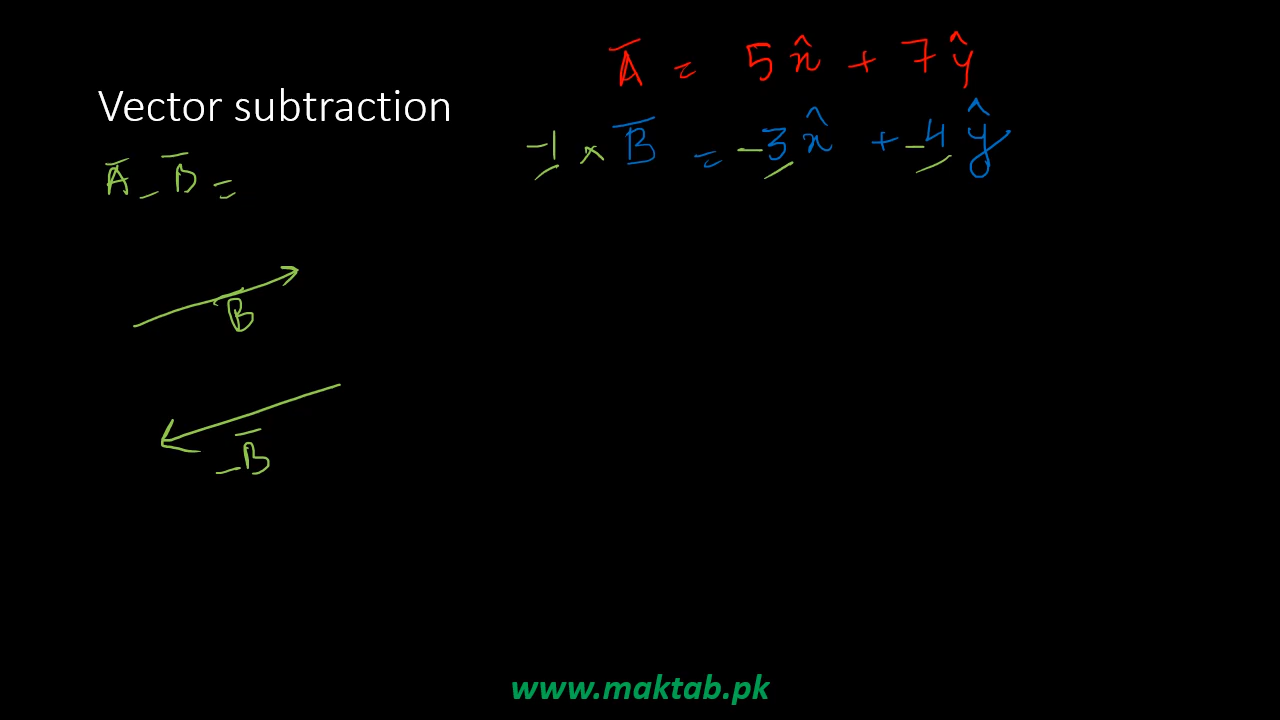 A̅ = 5x̂ + 7ŷ
Vector subtraction
-1 × B̅ = -3x̂ + -4ŷ
A̅ - B̅ =
B̅
-B̅
www.maktab.pk